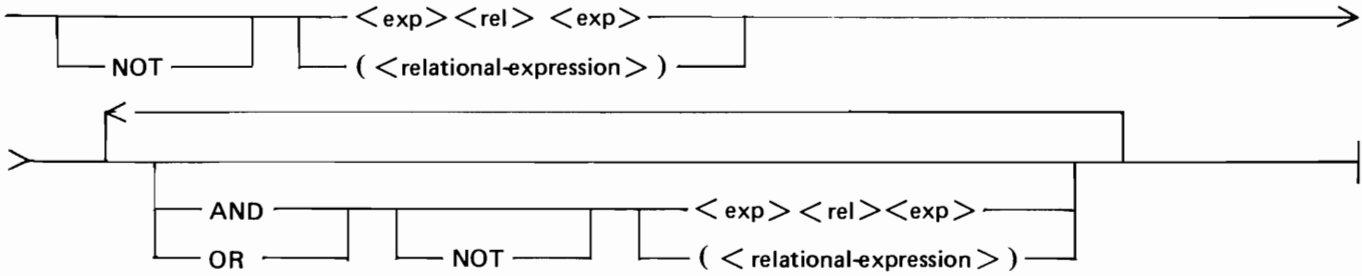 <exp> <rel> <exp>
NOT ( <relational-expression> )
AND <exp> <rel> <exp>
OR NOT ( <relational-expression> )